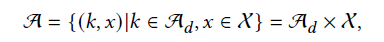 𝒜 = {(k, x)|k ∈ 𝒜_d, x ∈ 𝒳} = 𝒜_d × 𝒳,